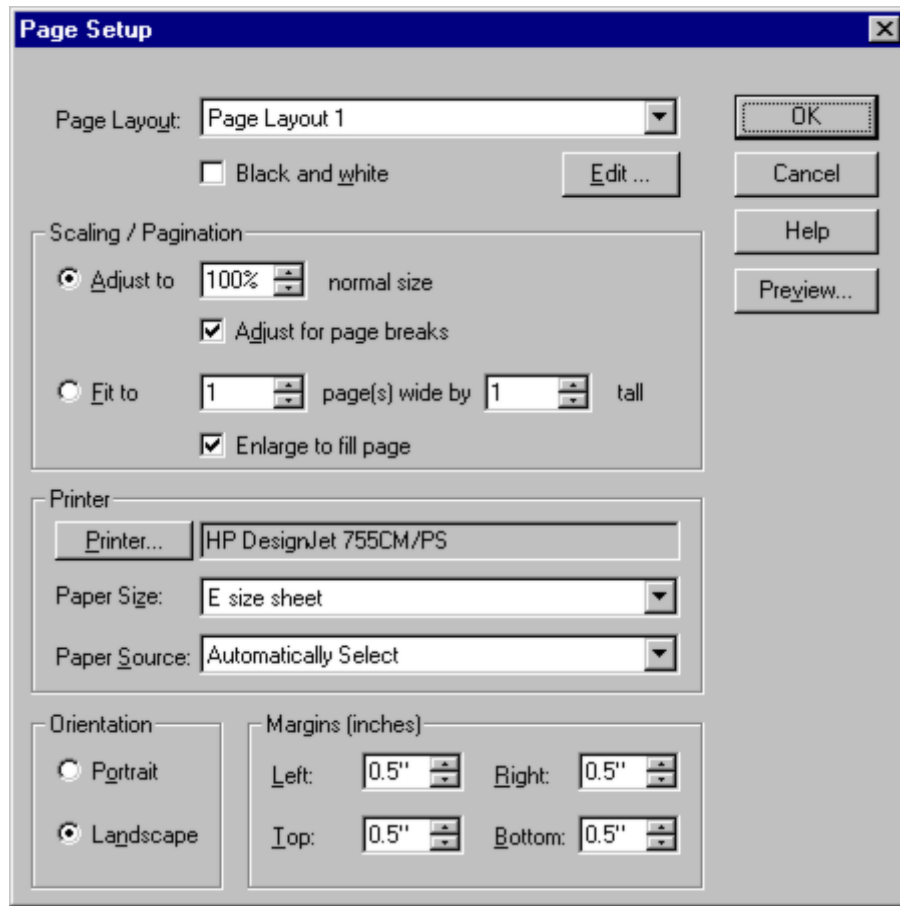 Page Setup
Page Layout: Page Layout 1
OK
Black and white
Edit ...
Cancel
Scaling / Pagination
Help
Adjust to 100% normal size
Preview...
Adjust for page breaks
Fit to 1 page(s) wide by 1 tall
Enlarge to fill page
Printer
Printer... HP DesignJet 755CM/PS
Paper Size: E size sheet
Paper Source: Automatically Select
Orientation
Margins (inches)
Portrait
Left: 0.5" Right: 0.5"
Landscape
Top: 0.5" Bottom: 0.5"